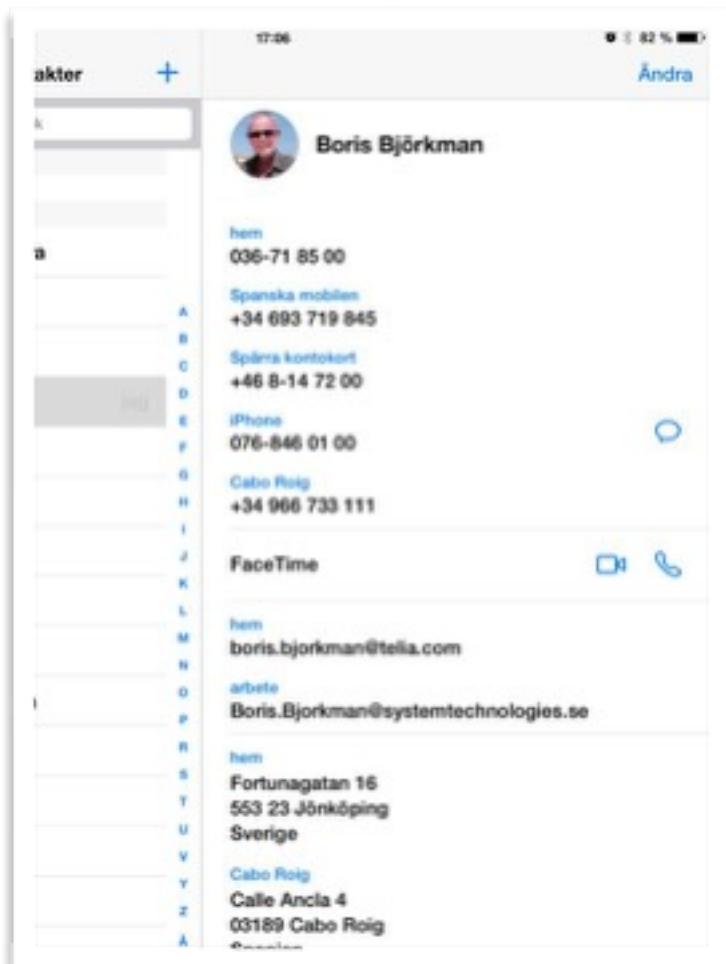 17:06
82 %
akter
+
Ändra
k
Boris Björkman
a
hem
036-71 85 00
Spanska mobilen
+34 693 719 845
Spärra kontokort
+46 8-14 72 00
iPhone
076-846 01 00
Cabo Roig
+34 966 733 111
FaceTime
hem
boris.bjorkman@telia.com
arbete
Boris.Bjorkman@systemtechnologies.se
hem
Fortunagatan 16
553 23 Jönköping
Sverige
Cabo Roig
Calle Ancla 4
03189 Cabo Roig
Spanien
A
B
C
D
E
F
G
H
I
J
K
L
M
N
O
P
R
S
T
U
V
Y
Z
Å